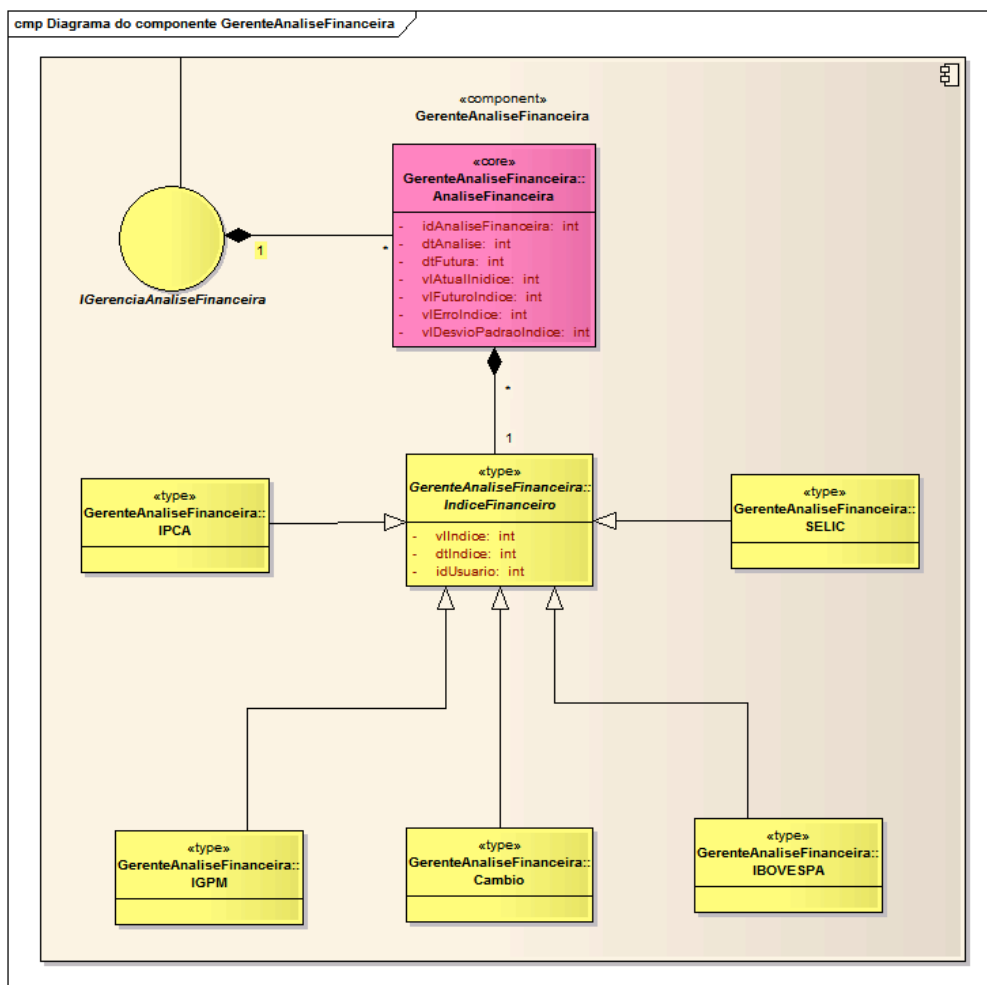 cmp Diagrama do componente GerenteAnaliseFinanceira
«component»
GerenteAnaliseFinanceira
«core»
GerenteAnaliseFinanceira::
AnaliseFinanceira
- idAnaliseFinanceira: int
- dtAnalise: int
- dtFutura: int
- vlAtualInidice: int
- vlFuturoIndice: int
- vlErroIndice: int
- vlDesvioPadraoIndice: int
1
*
IGerenciaAnaliseFinanceira
*
1
«type»
GerenteAnaliseFinanceira::
IndiceFinanceiro
- vlIndice: int
- dtIndice: int
- idUsuario: int
«type»
GerenteAnaliseFinanceira::
IPCA
«type»
GerenteAnaliseFinanceira::
SELIC
«type»
GerenteAnaliseFinanceira::
IGPM
«type»
GerenteAnaliseFinanceira::
Cambio
«type»
GerenteAnaliseFinanceira::
IBOVESPA